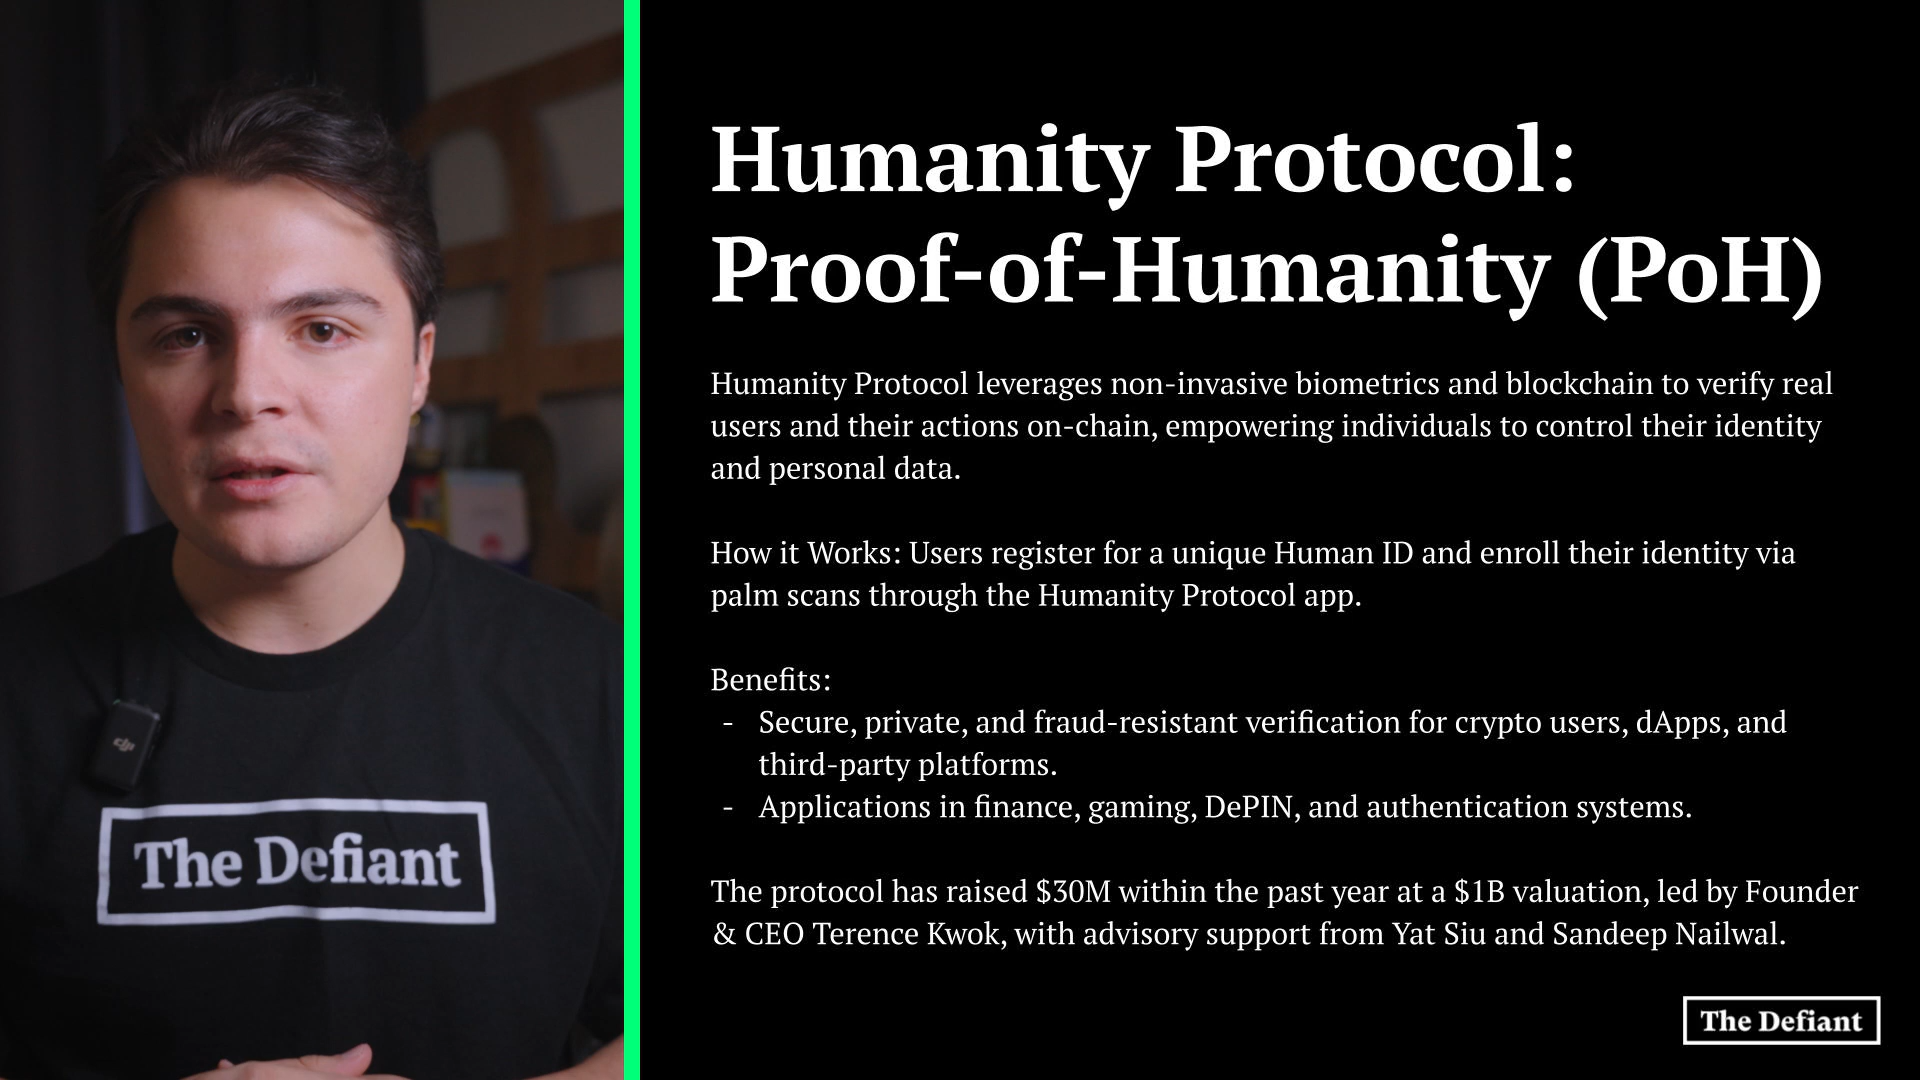 Humanity Protocol:
Proof-of-Humanity (PoH)
Humanity Protocol leverages non-invasive biometrics and blockchain to verify real
users and their actions on-chain, empowering individuals to control their identity
and personal data.
How it Works: Users register for a unique Human ID and enroll their identity via
palm scans through the Humanity Protocol app.
Benefits:
- Secure, private, and fraud-resistant verification for crypto users, dApps, and
third-party platforms.
- Applications in finance, gaming, DePIN, and authentication systems.
The protocol has raised $30M within the past year at a $1B valuation, led by Founder
& CEO Terence Kwok, with advisory support from Yat Siu and Sandeep Nailwal.
The Defiant
dji
The Defiant